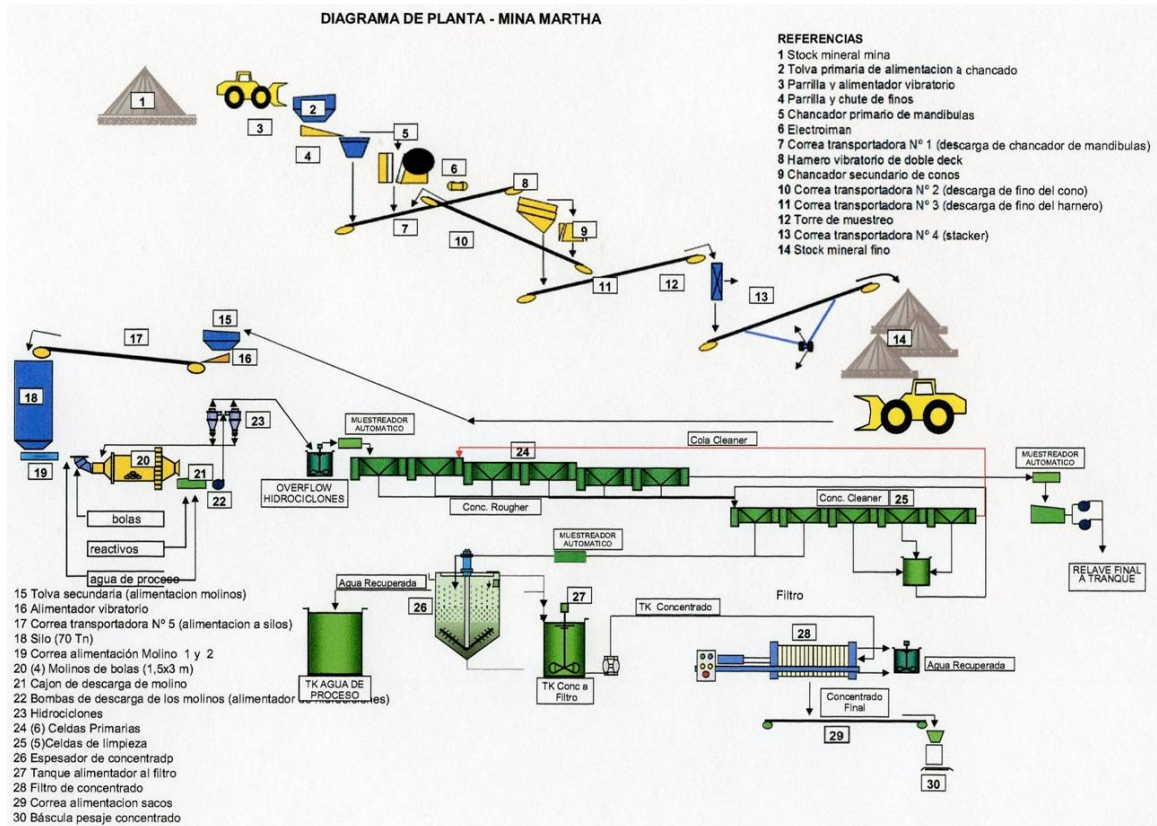 DIAGRAMA DE PLANTA - MINA MARTHA
REFERENCIAS
1 Stock mineral mina
2 Tolva primaria de alimentacion a chancado
3 Parrilla y alimentador vibratorio
4 Parrilla y chute de finos
5 Chancador primario de mandibulas
6 Electroiman
7 Correa transportadora Nº 1 (descarga de chancador de mandibulas)
8 Harnero vibratorio de doble deck
9 Chancador secundario de conos
10 Correa transportadora Nº 2 (descarga de fino del cono)
11 Correa transportadora Nº 3 (descarga de fino del harnero)
12 Torre de muestreo
13 Correa transportadora Nº 4 (stacker)
14 Stock mineral fino
1
2
3
4
5
6
7
8
9
10
11
12
13
14
15
16
17
18
19
20
21
22
23
bolas
reactivos
agua de proceso
OVERFLOW
HIDROCICLONES
MUESTREADOR
AUTOMATICO
24
Cola Cleaner
Conc. Rougher
Conc. Cleaner
25
MUESTREADOR
AUTOMATICO
RELAVE FINAL
A TRANQUE
MUESTREADOR
AUTOMATICO
Agua Recuperada
26
27
TK AGUA DE
PROCESO
TK Conc a
Filtro
TK Concentrado
Filtro
28
Agua Recuperada
Concentrado
Final
29
30
15 Tolva secundaria (alimentacion molinos)
16 Alimentador vibratorio
17 Correa transportadora Nº 5 (alimentacion a silos)
18 Silo (70 Tn)
19 Correa alimentación Molino 1 y 2
20 (4) Molinos de bolas (1,5x3 m)
21 Cajon de descarga de molino
22 Bombas de descarga de los molinos (alimentador de hidrociclones)
23 Hidrociclones
24 (6) Celdas Primarias
25 (5)Celdas de limpieza
26 Espesador de concentradp
27 Tanque alimentador al filtro
28 Filtro de concentrado
29 Correa alimentacion sacos
30 Báscula pesaje concentrado